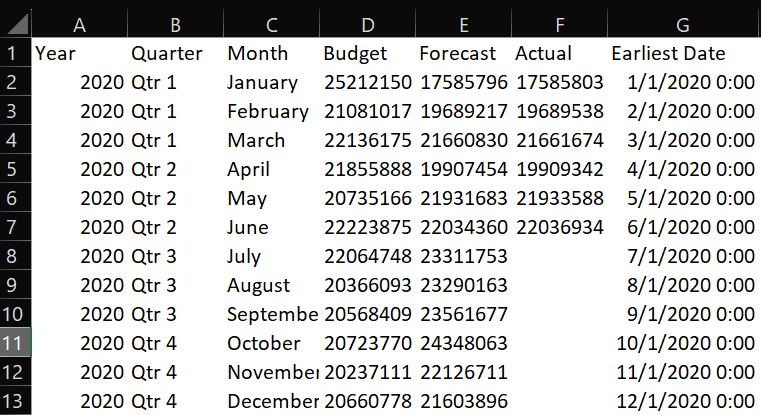 A B C D E F G
1 Year Quarter Month Budget Forecast Actual Earliest Date
2 2020 Qtr 1 January 25212150 17585796 17585803 1/1/2020 0:00
3 2020 Qtr 1 February 21081017 19689217 19689538 2/1/2020 0:00
4 2020 Qtr 1 March 22136175 21660830 21661674 3/1/2020 0:00
5 2020 Qtr 2 April 21855888 19907454 19909342 4/1/2020 0:00
6 2020 Qtr 2 May 20735166 21931683 21933588 5/1/2020 0:00
7 2020 Qtr 2 June 22223875 22034360 22036934 6/1/2020 0:00
8 2020 Qtr 3 July 22064748 23311753 7/1/2020 0:00
9 2020 Qtr 3 August 20366093 23290163 8/1/2020 0:00
10 2020 Qtr 3 Septembe 20568409 23561677 9/1/2020 0:00
11 2020 Qtr 4 October 20723770 24348063 10/1/2020 0:00
12 2020 Qtr 4 November 20237111 22126711 11/1/2020 0:00
13 2020 Qtr 4 December 20660778 21603896 12/1/2020 0:00